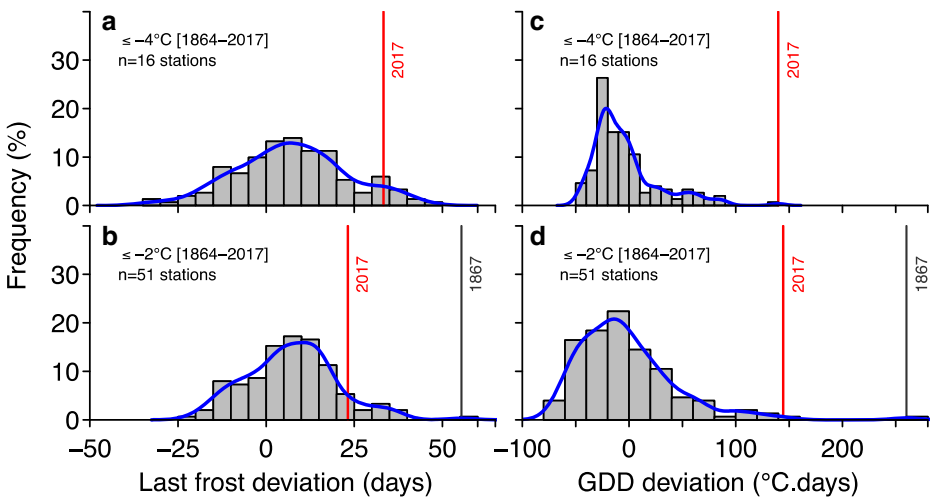 a
≤ −4°C [1864−2017]
n=16 stations
2017
c
≤ −4°C [1864−2017]
n=16 stations
2017
0
10
20
30
40
Frequency (%)
b
≤ −2°C [1864−2017]
n=51 stations
2017
1867
d
≤ −2°C [1864−2017]
n=51 stations
2017
1867
0
10
20
30
40
−50 −25 0 25 50
−100 0 100 200
Last frost deviation (days)
GDD deviation (°C.days)